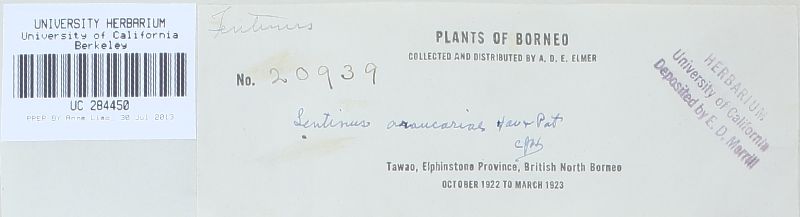 UNIVERSITY HERBARIUM
University of California
Berkeley
UC 284450
PREP BY Anne Lieo, 30 Jul 2013
Lentinus
PLANTS OF BORNEO
COLLECTED AND DISTRIBUTED BY A. D. E. ELMER
No. 20939
Lentinus araucariae Har & Pat
Tawao, Elphinstone Province, British North Borneo
OCTOBER 1922 TO MARCH 1923
HERBARIUM
University of California
Deposited by E. D. Merrill